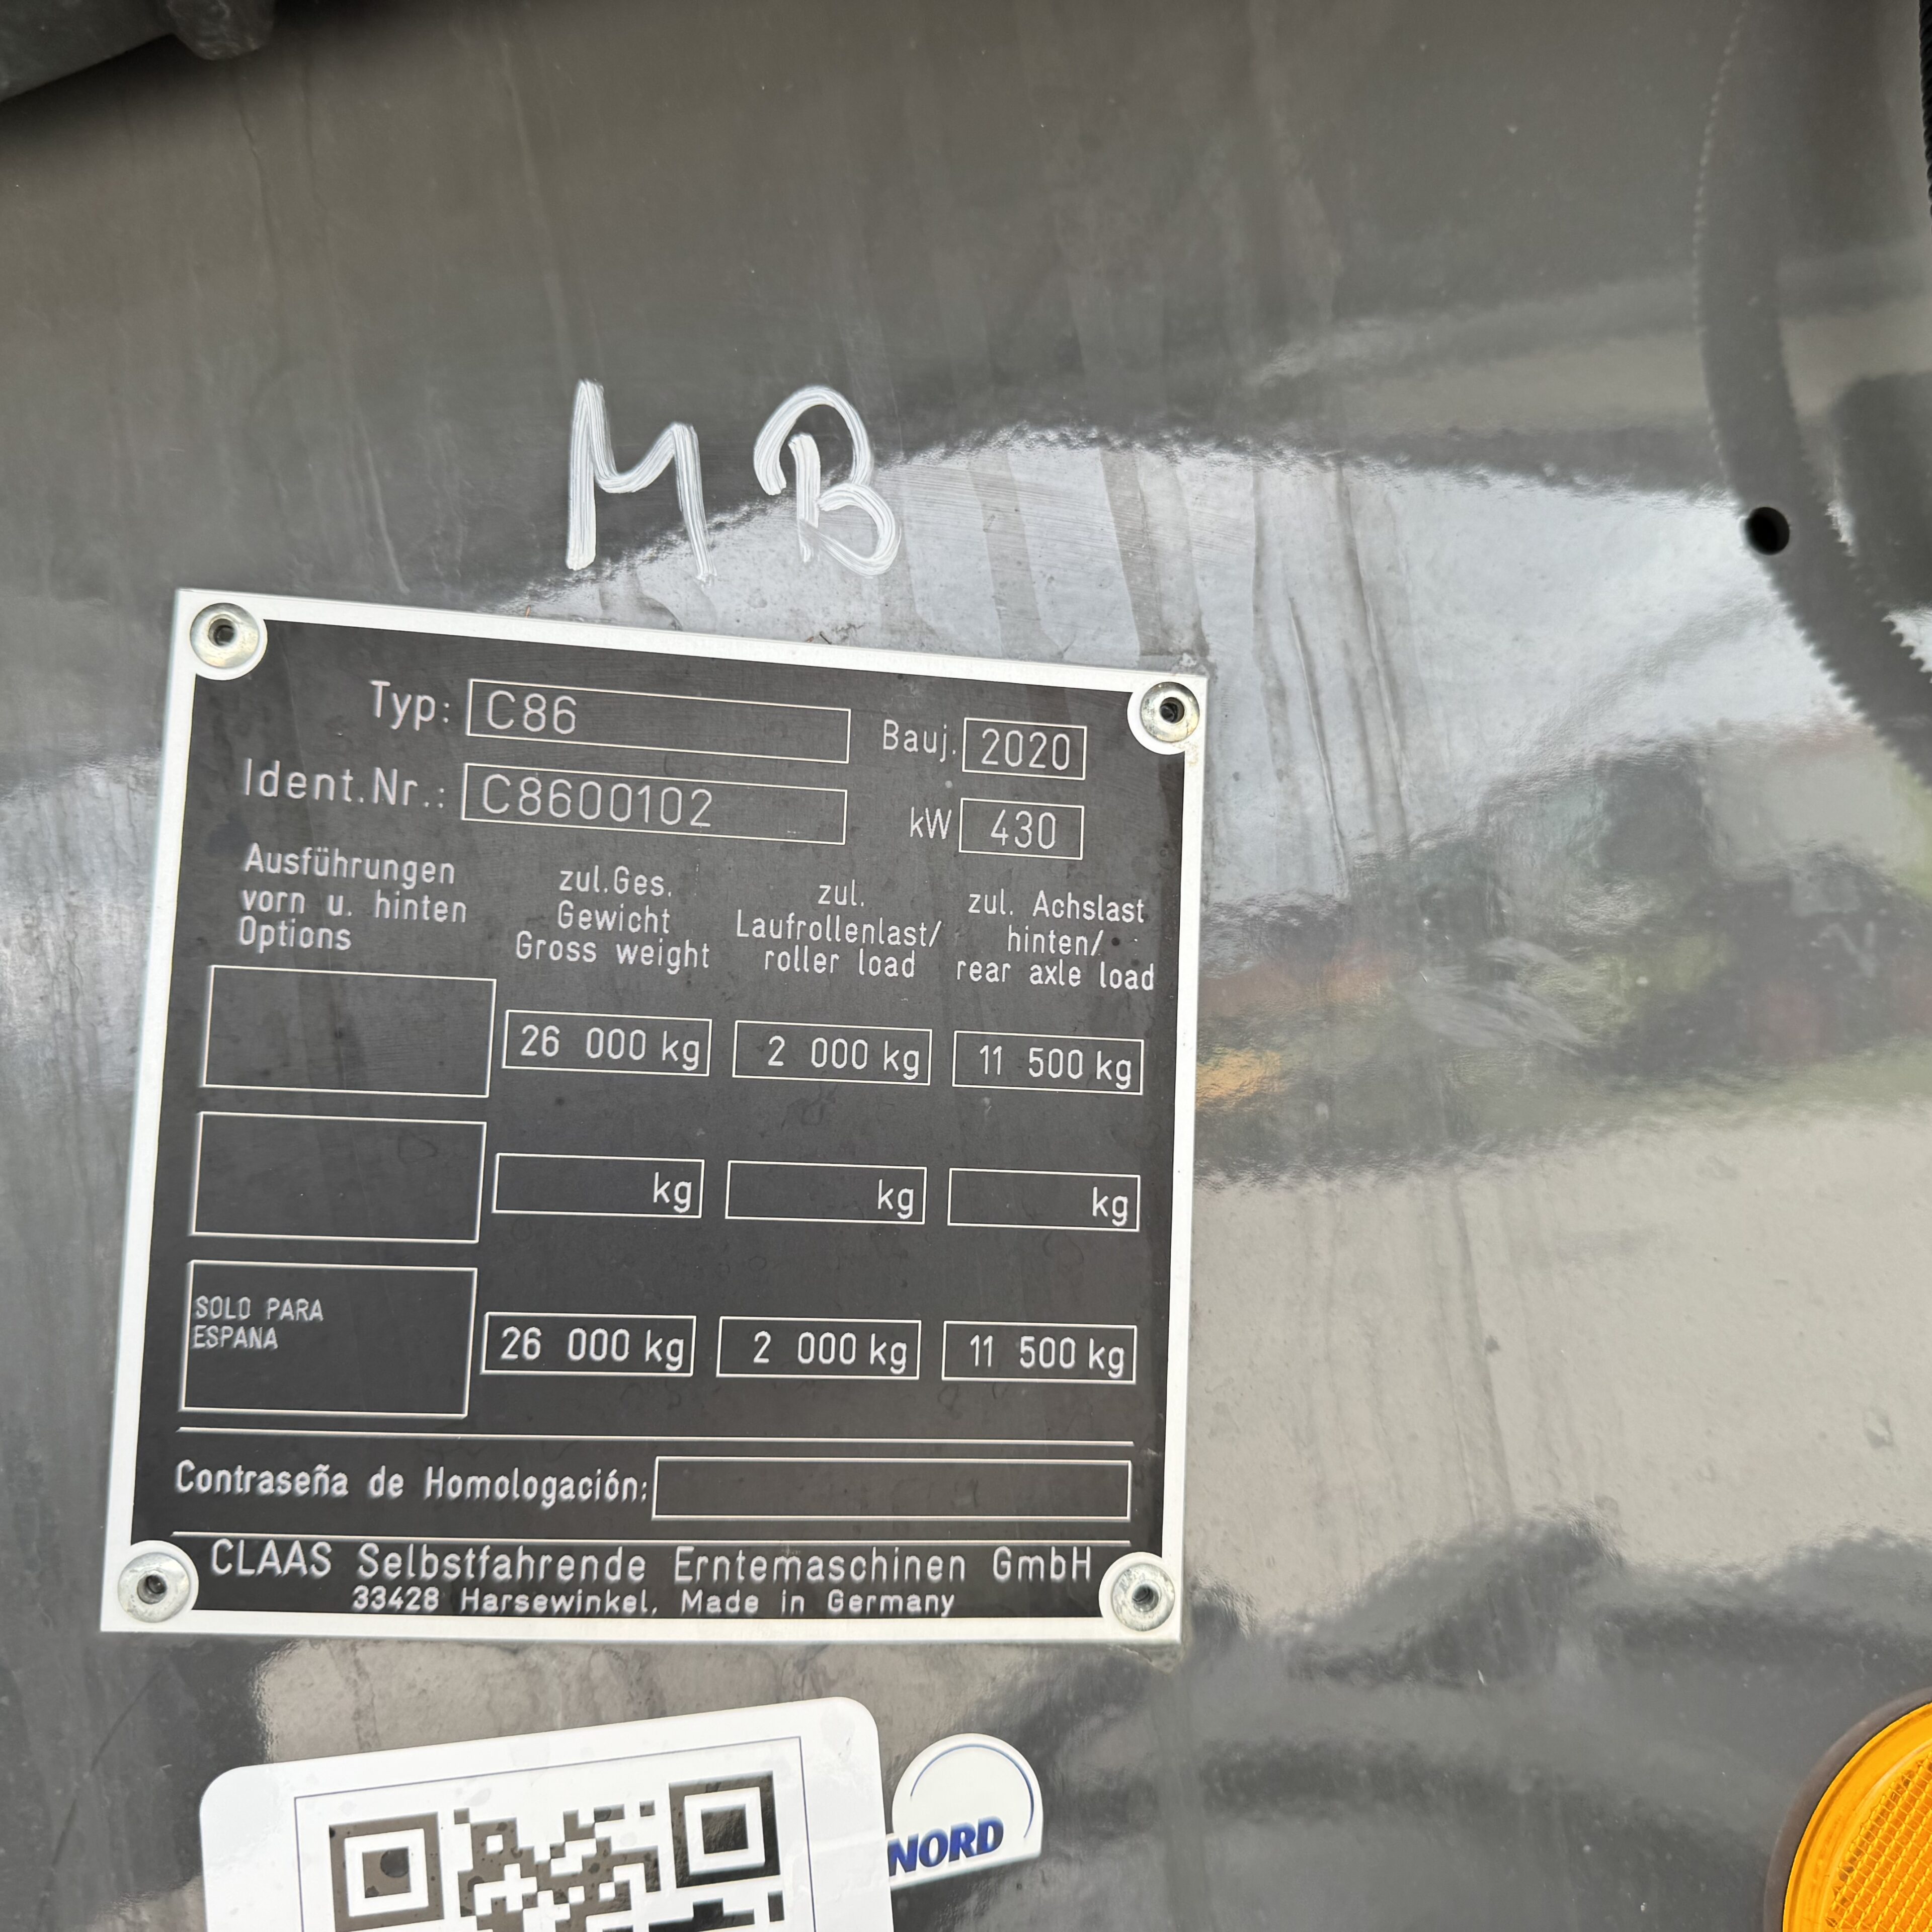 MB
Typ: C86 Bauj. 2020
Ident.Nr.: C8600102 kW 430
Ausführungen
vorn u. hinten
Options
zul.Ges.
Gewicht
Gross weight
zul.
Laufrollenlast/
roller load
zul. Achslast
hinten/
rear axle load
26 000 kg 2 000 kg 11 500 kg
kg kg kg
SOLO PARA
ESPANA
26 000 kg 2 000 kg 11 500 kg
Contraseña de Homologación:
CLAAS Selbstfahrende Erntemaschinen GmbH
33428 Harsewinkel, Made in Germany
NORD